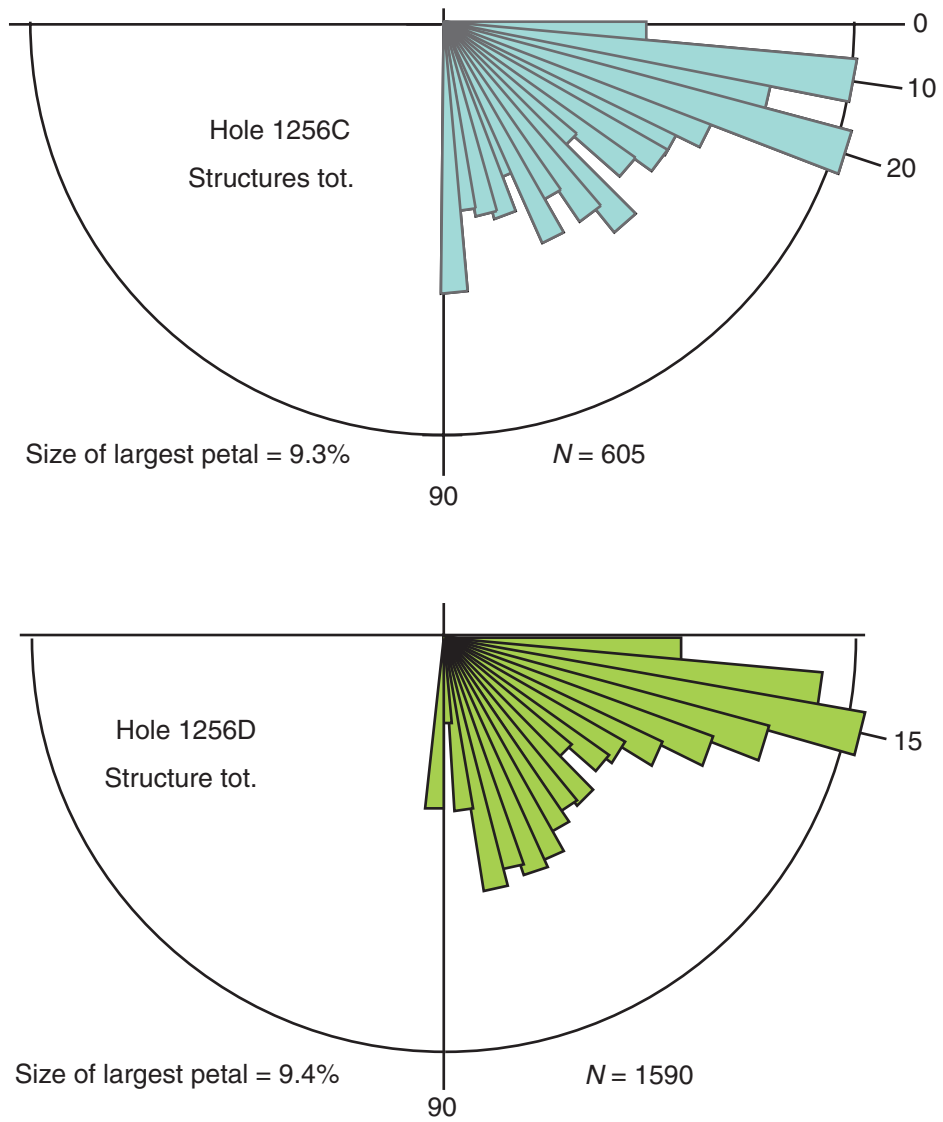 0
10
Hole 1256C
Structures tot.
20
Size of largest petal = 9.3%
N = 605
90
Hole 1256D
Structure tot.
15
Size of largest petal = 9.4%
N = 1590
90